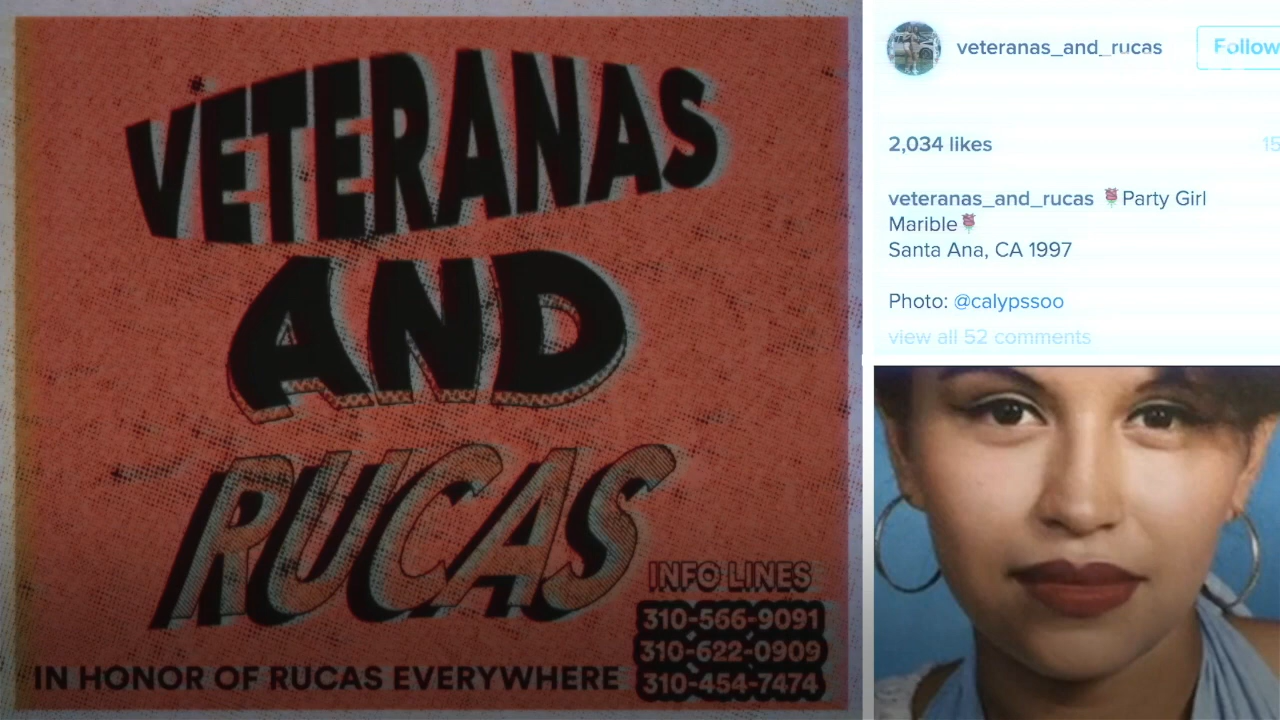 VETERANAS
AND
RUCAS
INFO LINES
310-566-9091
310-622-0909
310-454-7474
IN HONOR OF RUCAS EVERYWHERE
veteranas_and_rucas
Follow
2,034 likes
veteranas_and_rucas 🌹Party Girl
Marible🌹
Santa Ana, CA 1997
Photo: @calypssoo
view all 52 comments